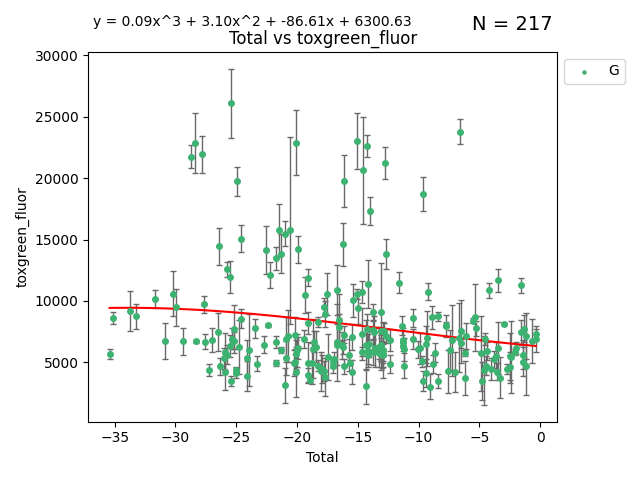 y = 0.09x^3 + 3.10x^2 + -86.61x + 6300.63
N = 217
Total vs toxgreen_fluor
G
30000
25000
20000
15000
10000
5000
toxgreen_fluor
−35 −30 −25 −20 −15 −10 −5 0
Total